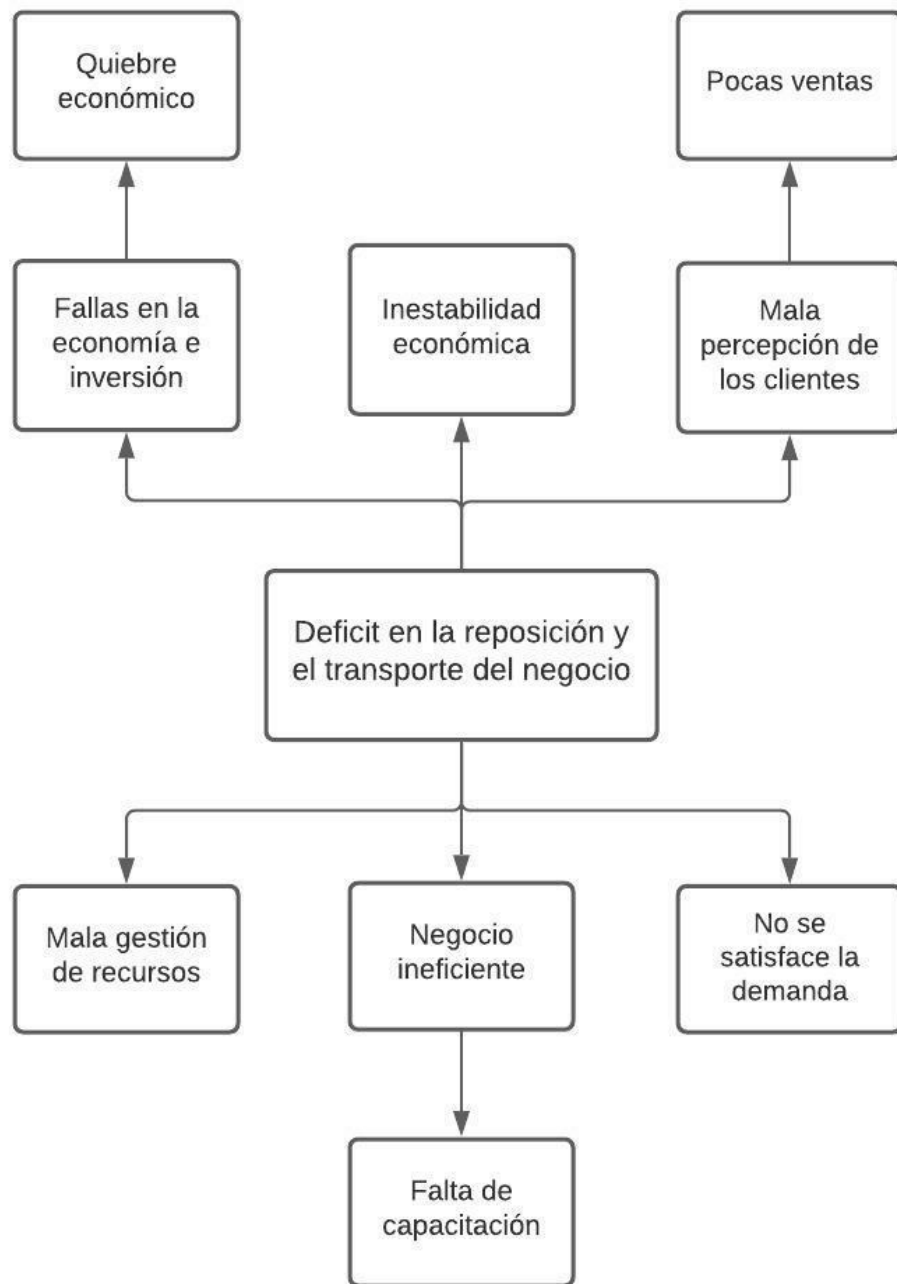 Quiebre
económico
Pocas ventas
Fallas en la
economía e
inversión
Inestabilidad
económica
Mala
percepción de
los clientes
Deficit en la reposición y
el transporte del negocio
Mala gestión
de recursos
Negocio
ineficiente
No se
satisface la
demanda
Falta de
capacitación